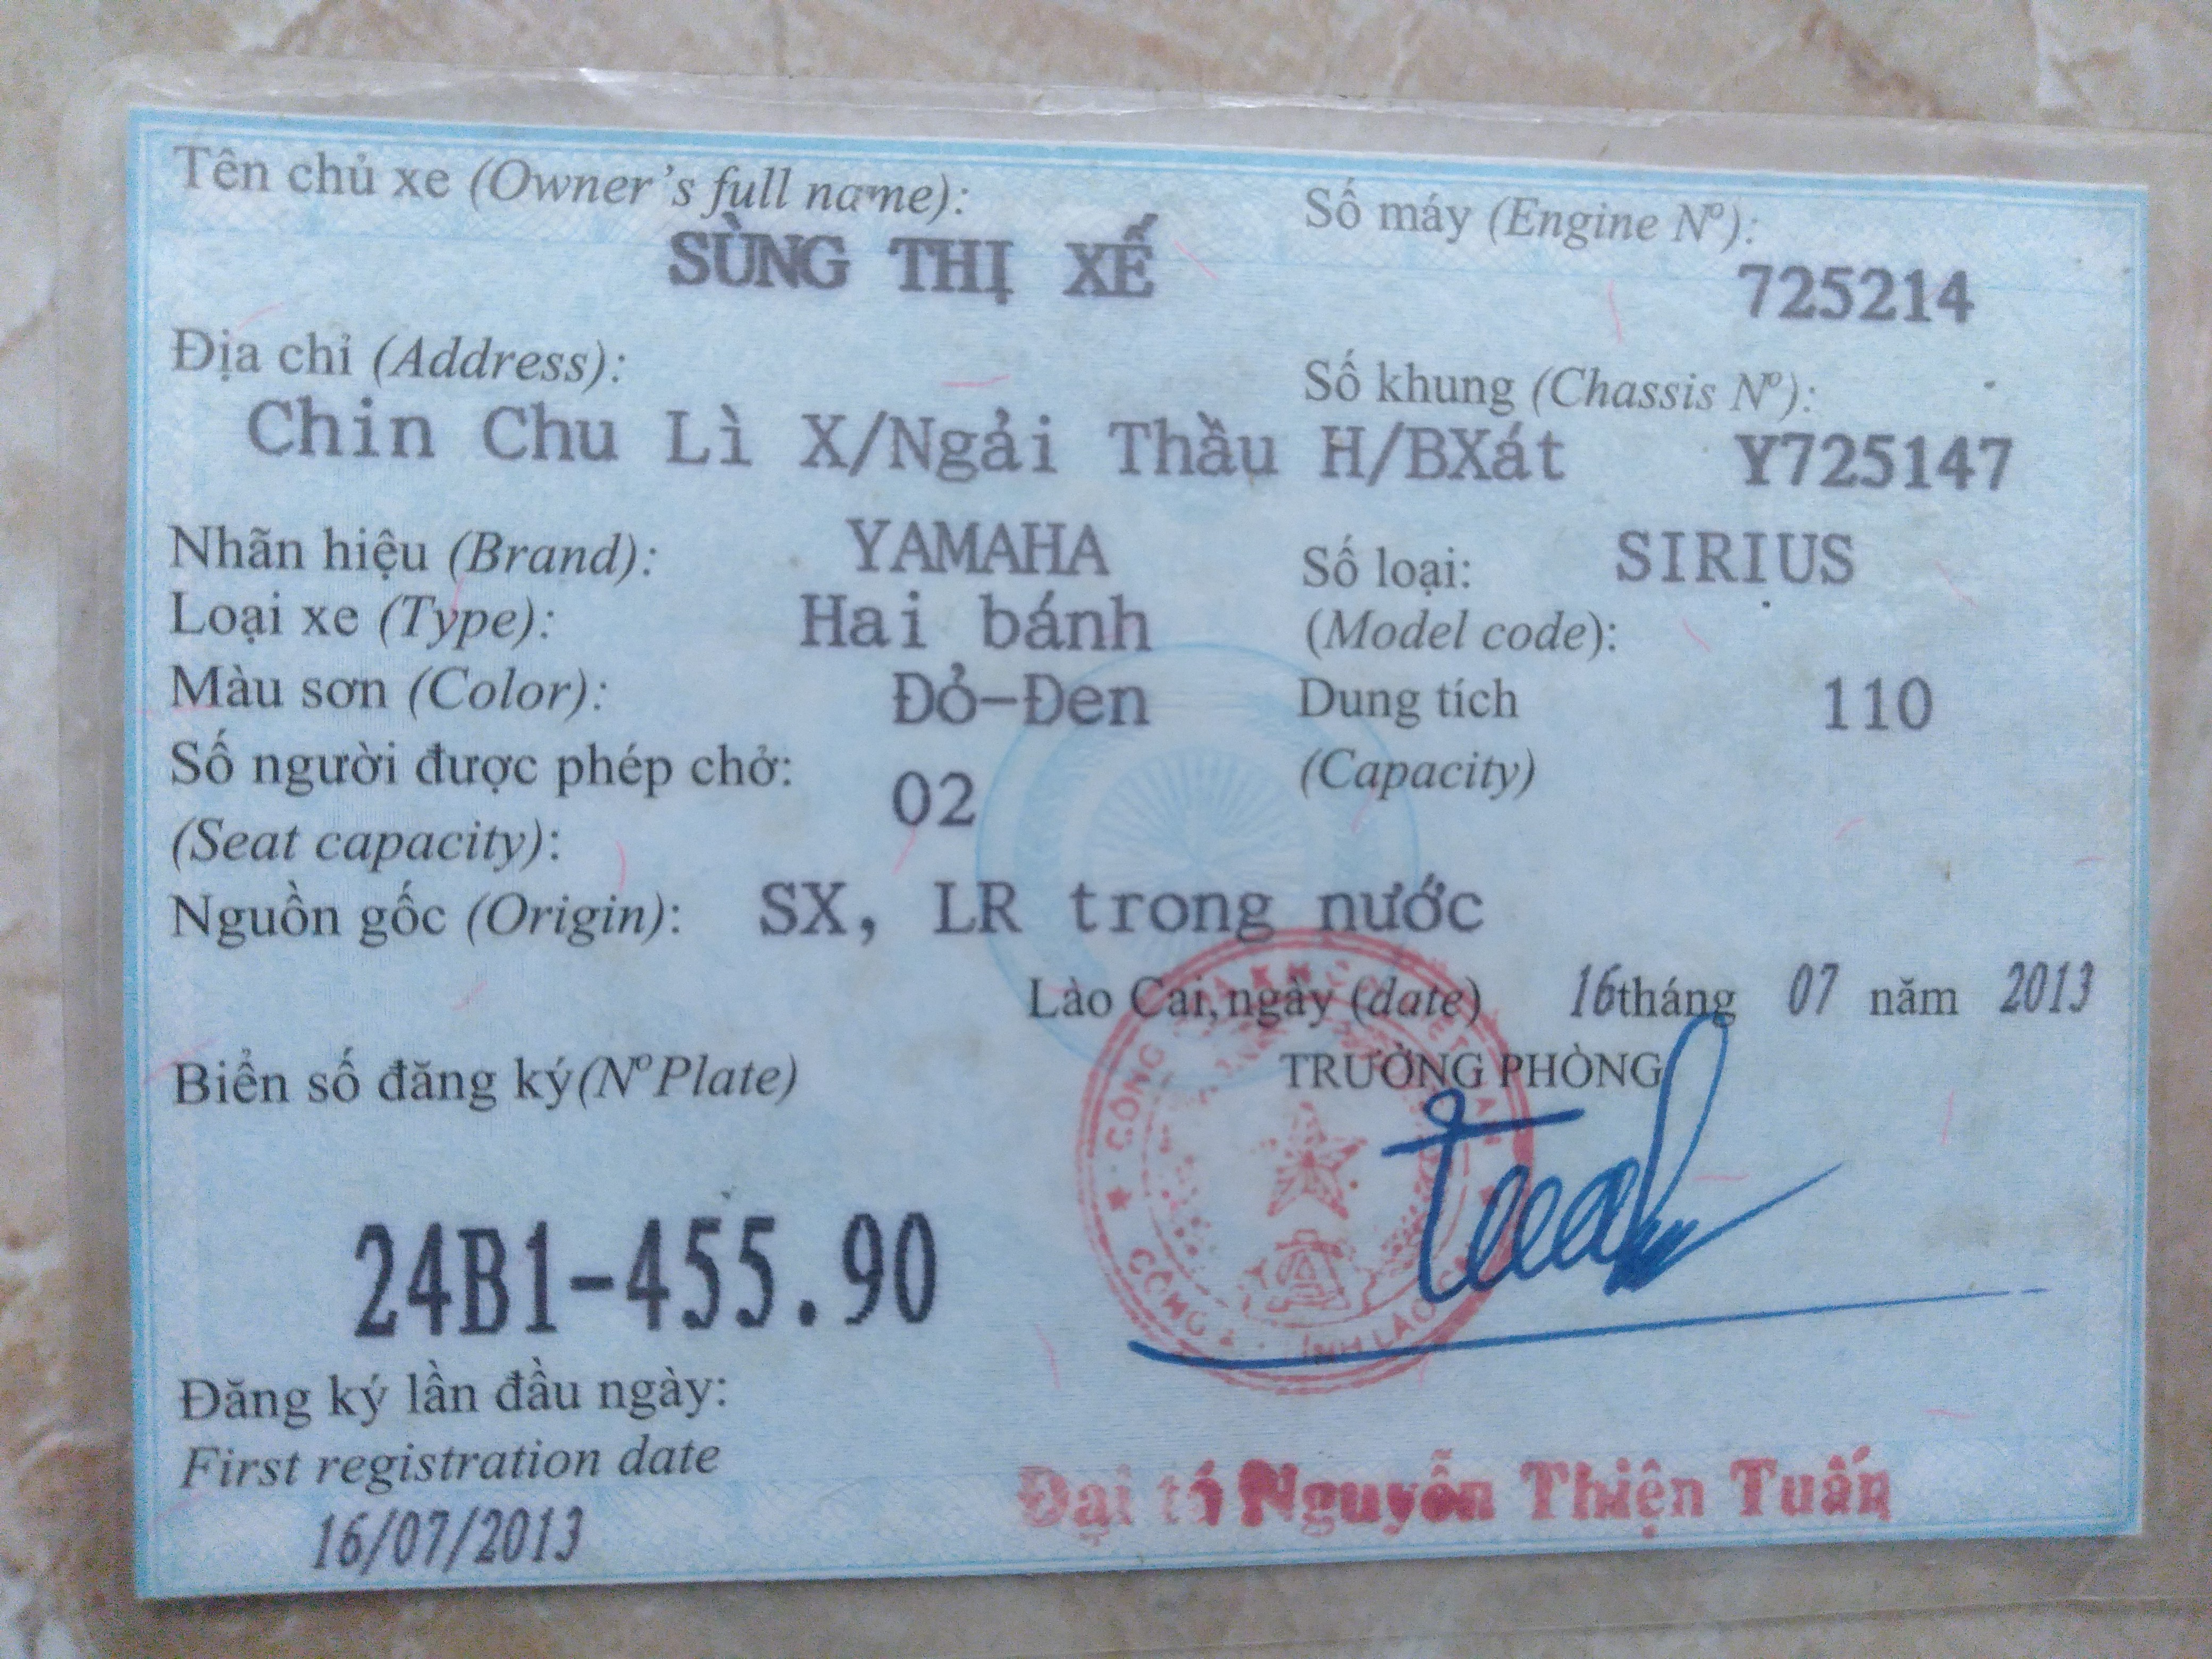 Tên chủ xe (Owner's full name):
SÙNG THỊ XẾ
Số máy (Engine Nº):
725214
Địa chỉ (Address):
Chin Chu Lì X/Ngải Thầu H/BXát
Số khung (Chassis Nº):
Y725147
Nhãn hiệu (Brand): YAMAHA
Số loại: SIRIUS
(Model code):
Loại xe (Type): Hai bánh
Màu sơn (Color): Đỏ-Đen
Dung tích 110
(Capacity)
Số người được phép chở: 02
(Seat capacity):
Nguồn gốc (Origin): SX, LR trong nước
Lào Cai, ngày (date) 16 tháng 07 năm 2013
TRƯỞNG PHÒNG
Biển số đăng ký (Nº Plate)
24B1-455.90
Đăng ký lần đầu ngày:
First registration date
16/07/2013
Đại tá Nguyễn Thiện Tuấn